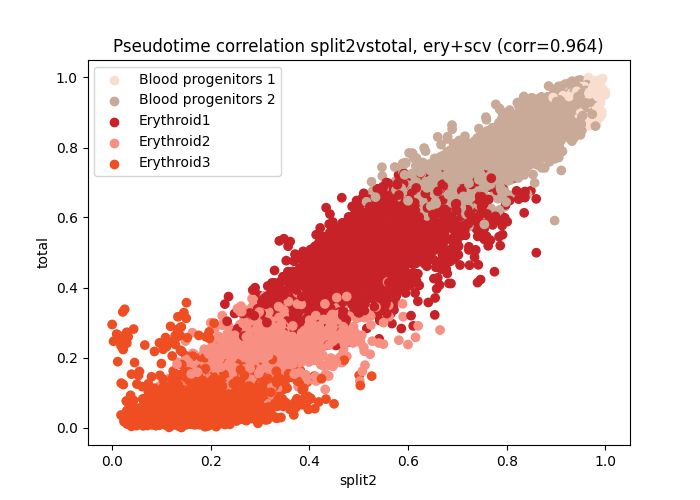 Pseudotime correlation split2vstotal, ery+scv (corr=0.964)
Blood progenitors 1
Blood progenitors 2
Erythroid1
Erythroid2
Erythroid3
1.0
0.8
0.6
0.4
0.2
0.0
total
0.0 0.2 0.4 0.6 0.8 1.0
split2